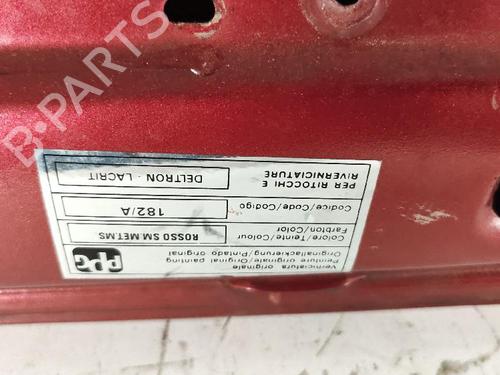 PPG
Verniciatura originale
Peinture originale/Original painting
Originallackierung/Pintado original
Colore/Teinte/Colour
Farbton/Color
ROSSO SM.MET.MS
Codice/Code/Codigo
182/A
PER RITOCCHI E
RIVERNICIATURE
DELTRON - LACRIT
B-PARTS